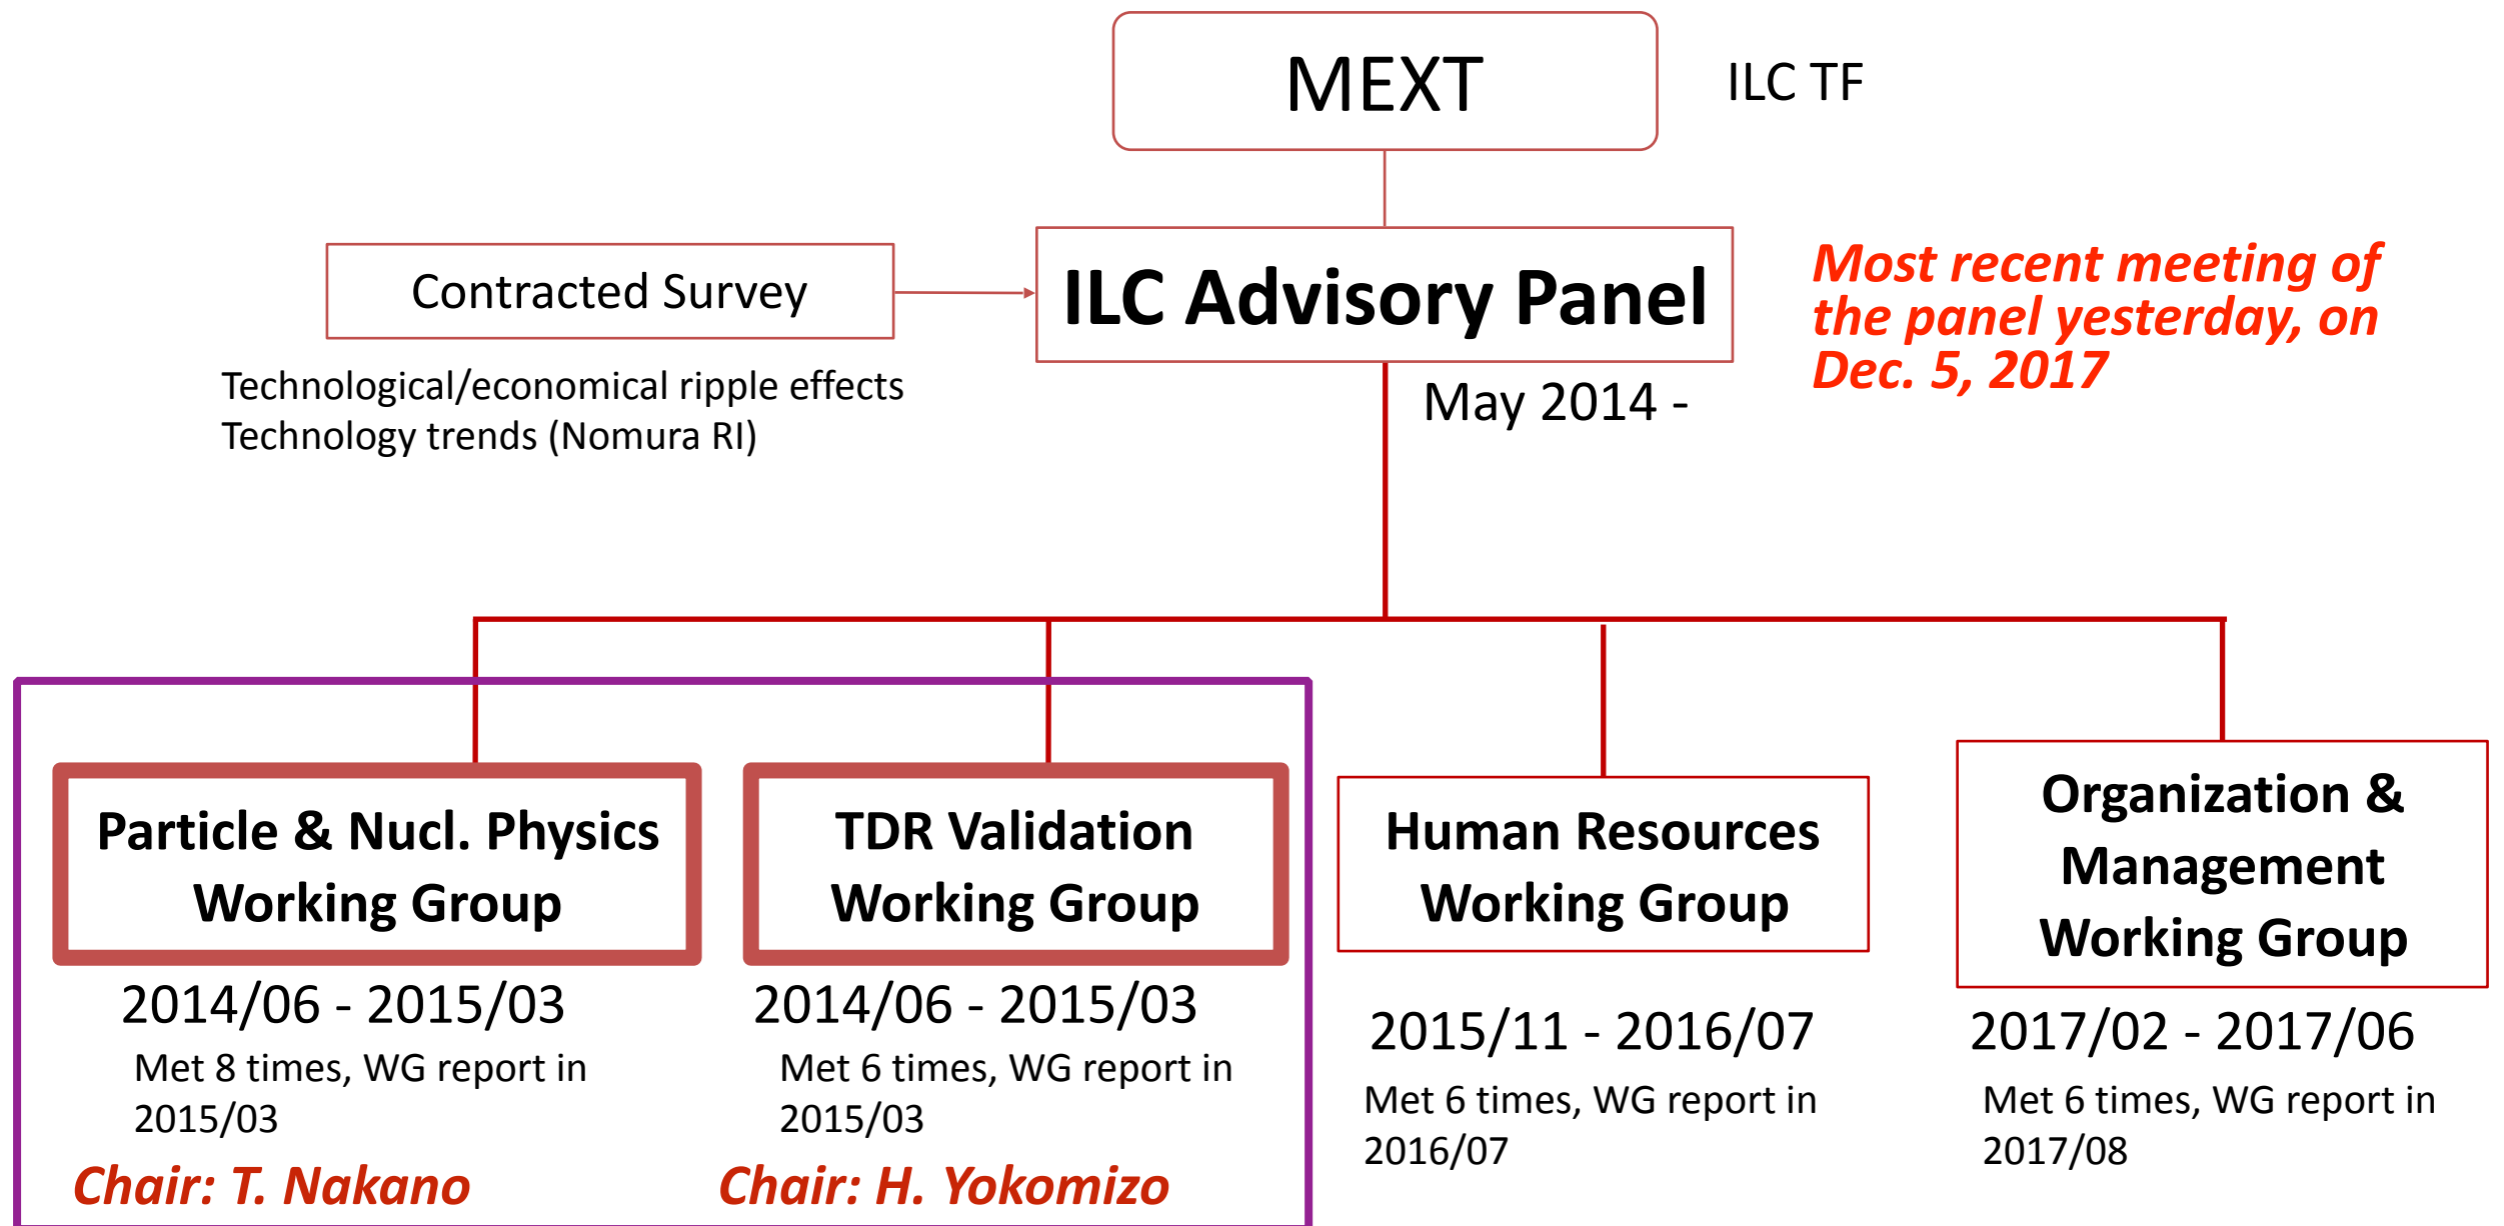 MEXT
ILC TF
Contracted Survey
ILC Advisory Panel
Most recent meeting of
the panel yesterday, on
Dec. 5, 2017
Technological/economical ripple effects
Technology trends (Nomura RI)
May 2014 -
Particle & Nucl. Physics
Working Group
2014/06 - 2015/03
Met 8 times, WG report in
2015/03
Chair: T. Nakano
TDR Validation
Working Group
2014/06 - 2015/03
Met 6 times, WG report in
2015/03
Chair: H. Yokomizo
Human Resources
Working Group
2015/11 - 2016/07
Met 6 times, WG report in
2016/07
Organization &
Management
Working Group
2017/02 - 2017/06
Met 6 times, WG report in
2017/08